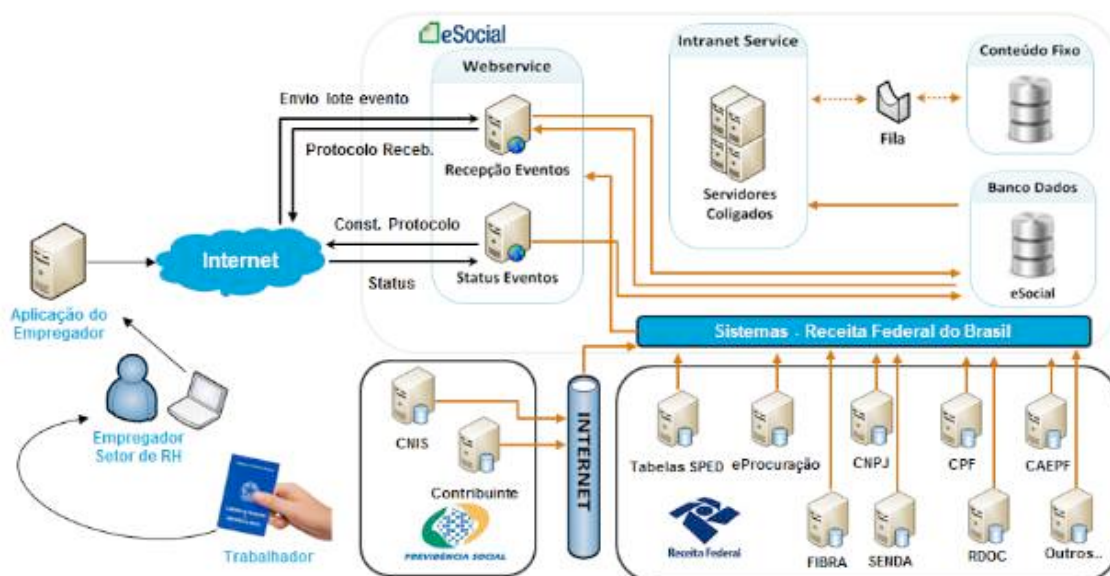 eSocial
Webservice
Envio lote evento
Protocolo Receb.
Recepção Eventos
Const. Protocolo
Status Eventos
Status
Intranet Service
Servidores
Coligados
Fila
Conteúdo Fixo
Banco Dados
eSocial
Internet
Aplicação do
Empregador
Empregador
Setor de RH
Trabalhador
Sistemas - Receita Federal do Brasil
CNIS
Contribuinte
PREVIDÊNCIA SOCIAL
INTERNET
Tabelas SPED
eProcuração
CNPJ
CPF
CAEPF
Receita Federal
FIBRA
SENDA
RDOC
Outros..